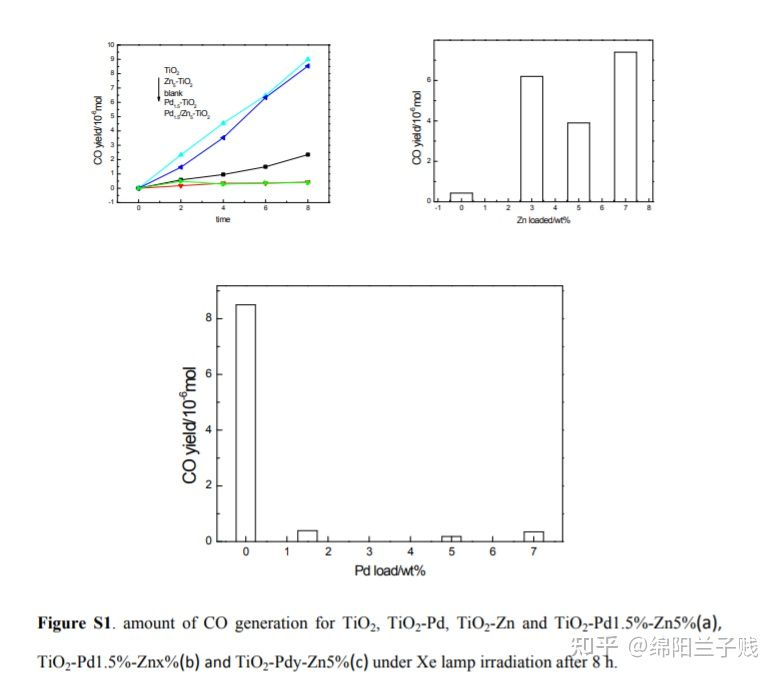 10
9
8
7
6
5
4
3
2
1
0
-1
CO yield/10⁻⁶mol
TiO₂
Zn₅-TiO₂
blank
Pd₁.₅-TiO₂
Pd₁.₅/Zn₅-TiO₂
0 2 4 6 8
time
6
4
2
0
CO yield/10⁻⁶mol
-1 0 1 2 3 4 5 6 7 8
Zn loaded/wt%
8
6
4
2
0
CO yield/10⁻⁶mol
0 1 2 3 4 5 6 7
Pd load/wt%
Figure S1. amount of CO generation for TiO₂, TiO₂-Pd, TiO₂-Zn and TiO₂-Pd1.5%-Zn5%(a),
TiO₂-Pd1.5%-Znx%(b) and TiO₂-Pdy-Zn5%(c) under Xe lamp irradiation after 8 h.
知乎 @绵阳兰子贱